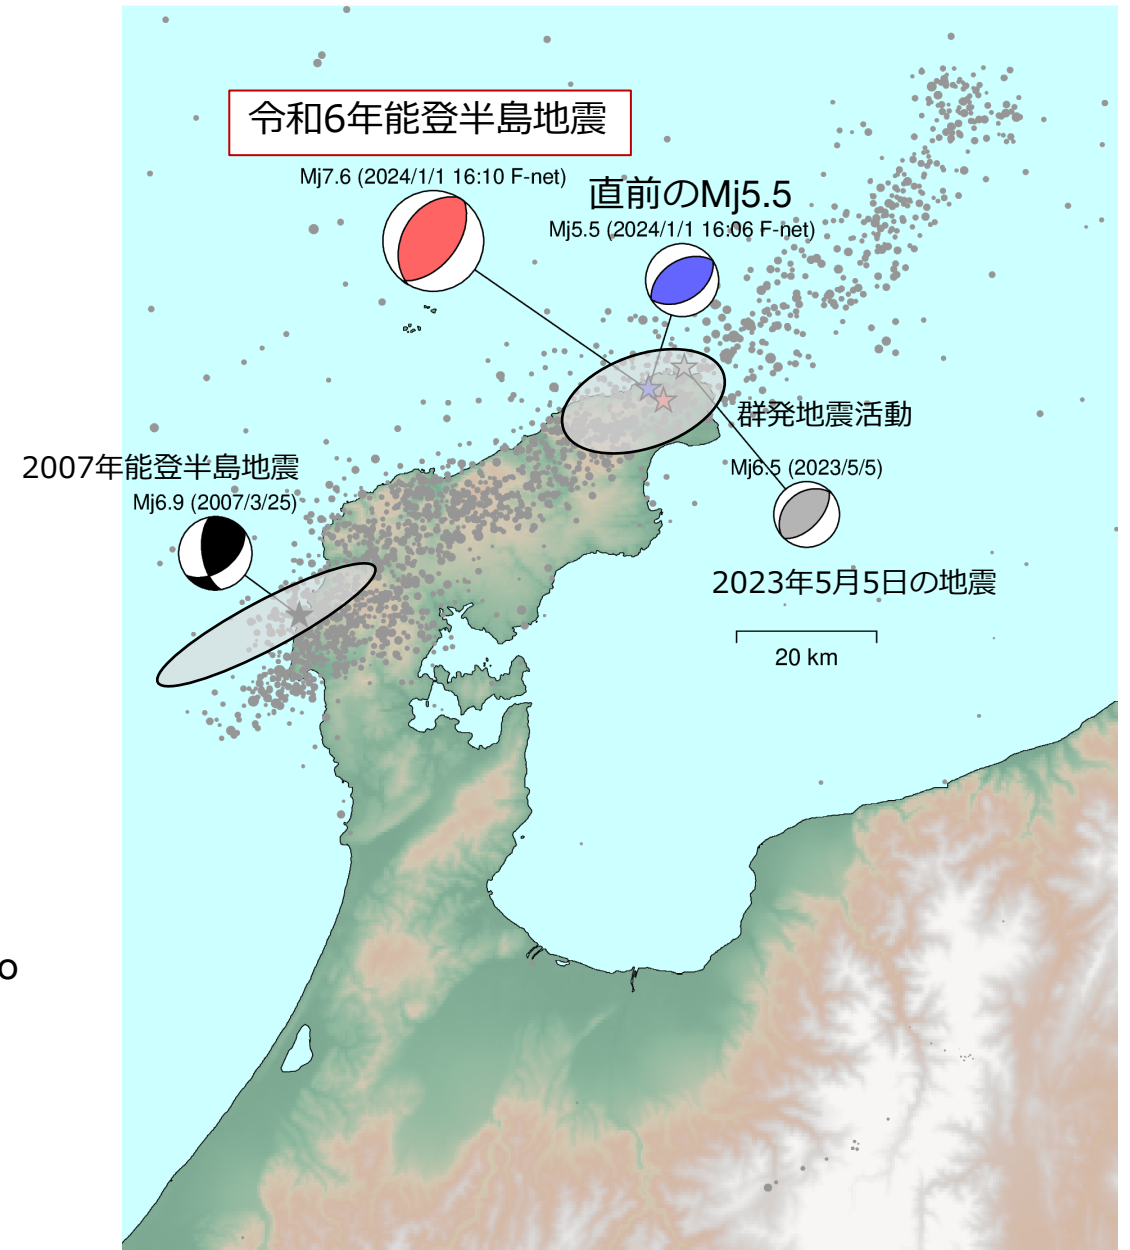 令和6年能登半島地震
Mj7.6 (2024/1/1 16:10 F-net)
直前のMj5.5
Mj5.5 (2024/1/1 16:06 F-net)
群発地震活動
2007年能登半島地震
Mj6.9 (2007/3/25)
Mj6.5 (2023/5/5)
2023年5月5日の地震
20 km
o